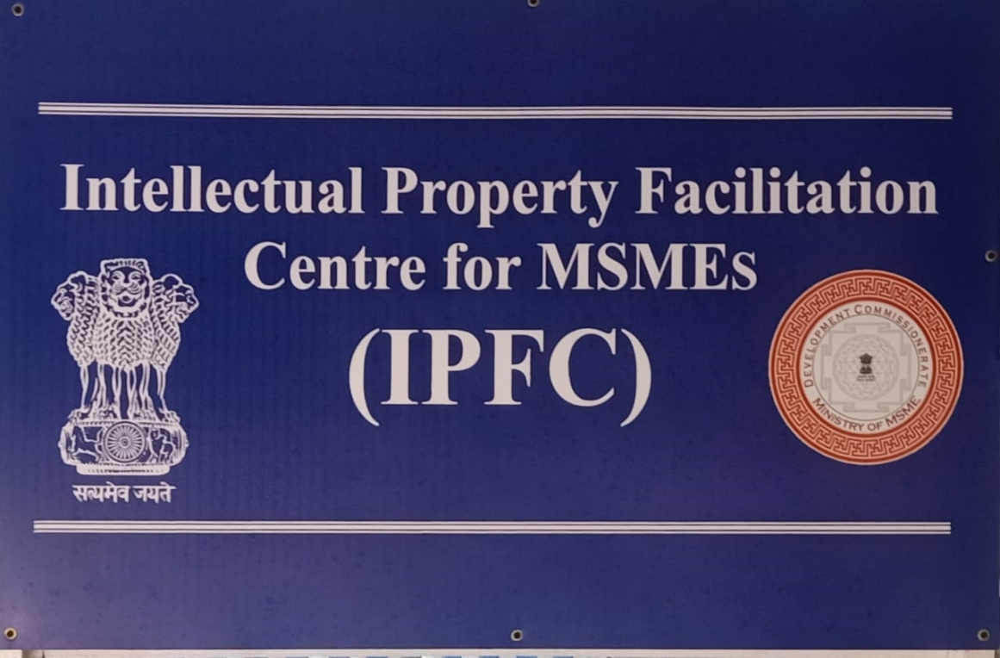 Intellectual Property Facilitation
Centre for MSMEs
(IPFC)
सत्यमेव जयते
DEVELOPMENT COMMISSIONERATE
MINISTRY OF MSME